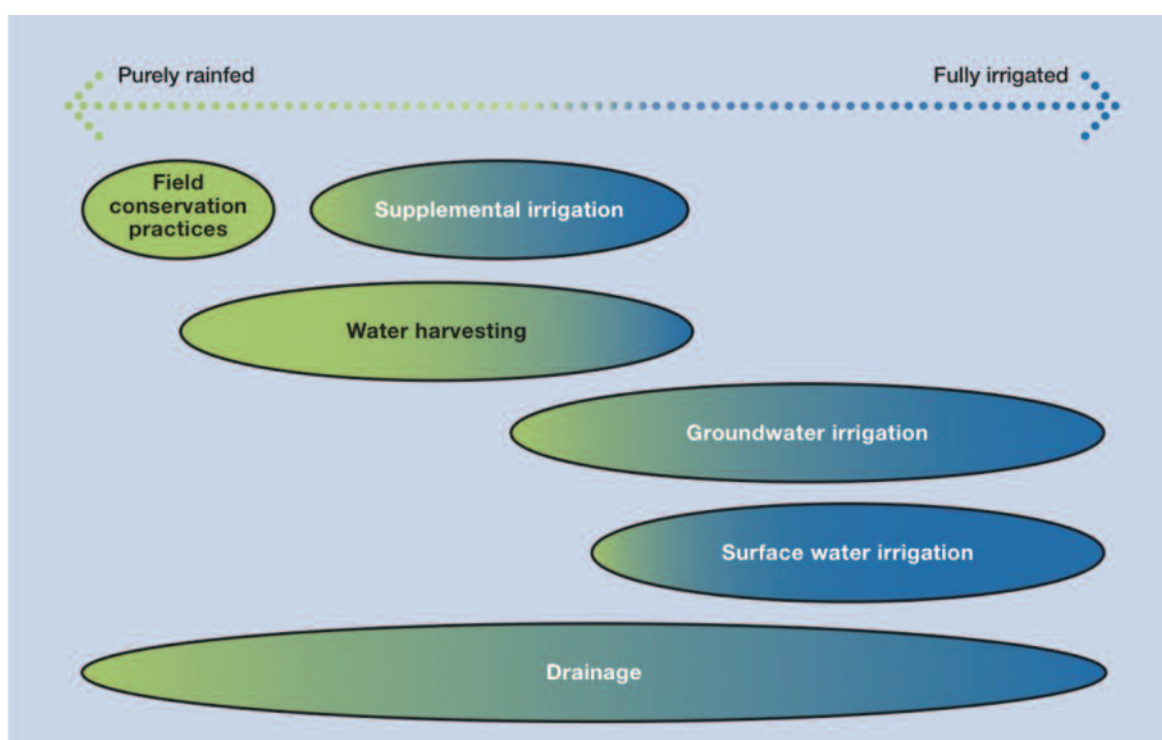 Purely rainfed
Fully irrigated
Field
conservation
practices
Supplemental irrigation
Water harvesting
Groundwater irrigation
Surface water irrigation
Drainage